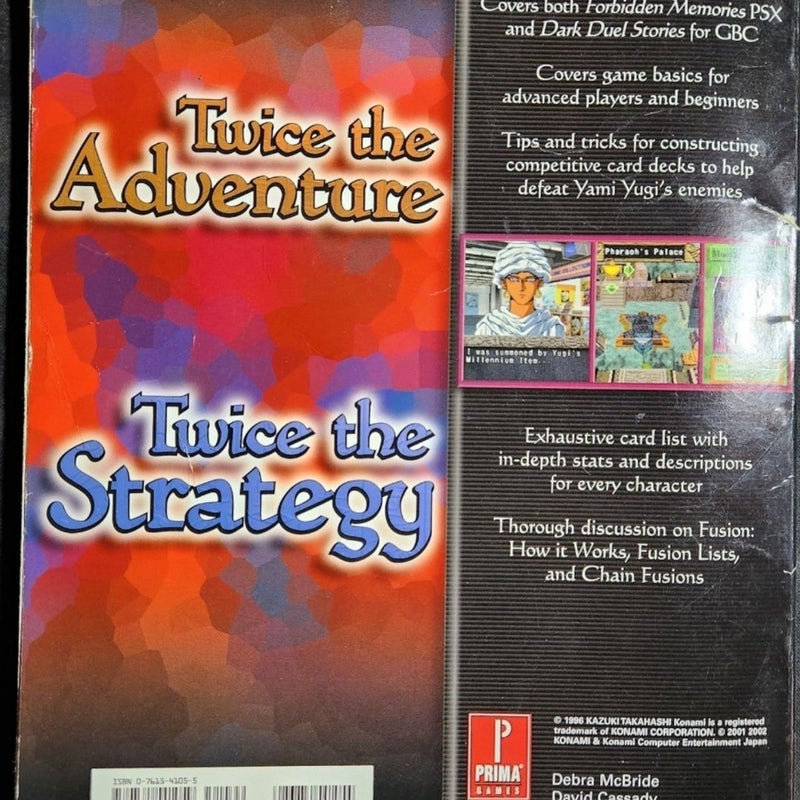 Twice the
Adventure
Twice the
Strategy
ISBN 0-7615-4105-5
Covers both Forbidden Memories PSX
and Dark Duel Stories for GBC
Covers game basics for
advanced players and beginners
Tips and tricks for constructing
competitive card decks to help
defeat Yami Yugi's enemies
I was summoned by Yugi's
Millennium Item..
Pharaoh's Palace
Exhaustive card list with
in-depth stats and descriptions
for every character
Thorough discussion on Fusion:
How it Works, Fusion Lists,
and Chain Fusions
P
PRIMA®
GAMES
© 1996 KAZUKI TAKAHASHI Konami is a registered
trademark of KONAMI CORPORATION. © 2001 2002
KONAMI & Konami Computer Entertainment Japan
Debra McBride
David Cassady